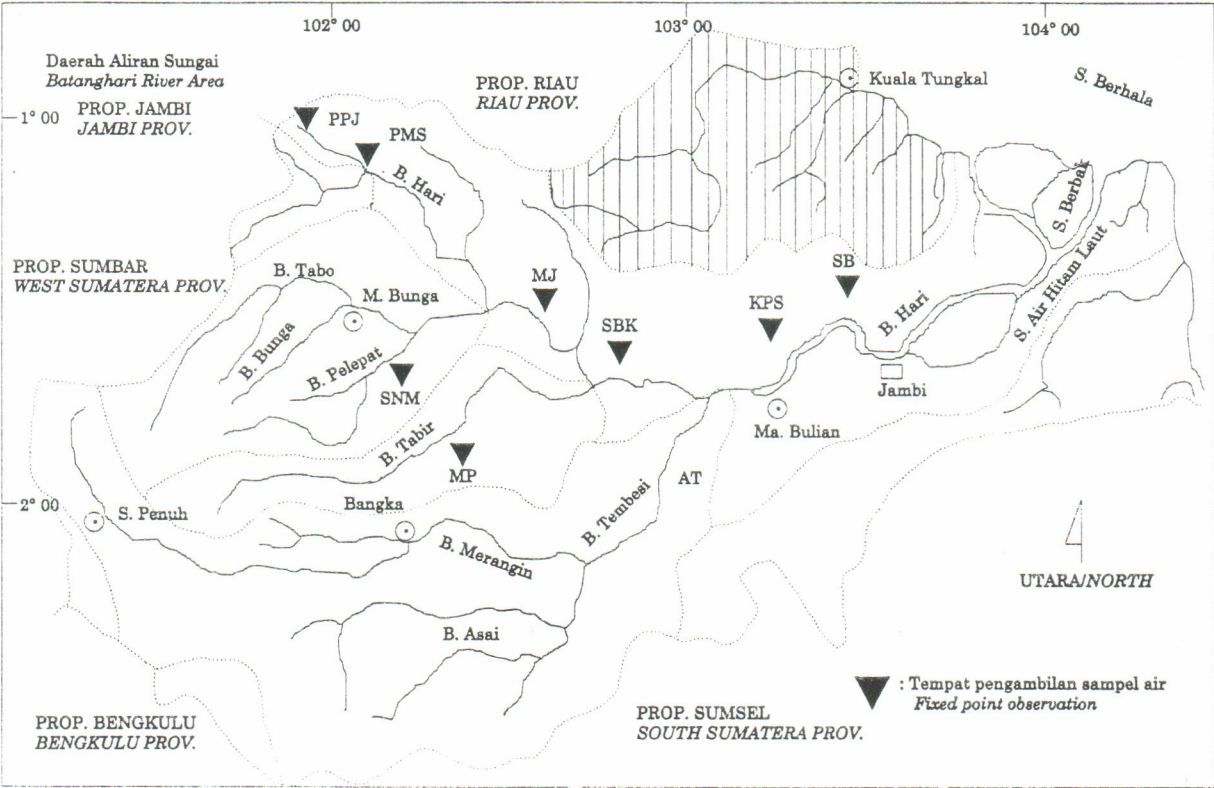 102° 00
103° 00
104° 00
Daerah Aliran Sungai
Batanghari River Area
PROP. JAMBI
JAMBI PROV.
PROP. RIAU
RIAU PROV.
Kuala Tungkal
S. Berhala
1° 00
PPJ
PMS
B. Hari
S. Berbak
PROP. SUMBAR
WEST SUMATERA PROV.
B. Tabo
M. Bunga
MJ
SB
S. Air Hitam Laut
B. Bunga
B. Pelepat
SBK
KPS
B. Hari
SNM
Jambi
Ma. Bulian
B. Tabir
MP
AT
2° 00
S. Penuh
Bangka
B. Merangin
B. Tembesi
UTARA/NORTH
B. Asai
: Tempat pengambilan sampel air
Fixed point observation
PROP. BENGKULU
BENGKULU PROV.
PROP. SUMSEL
SOUTH SUMATERA PROV.